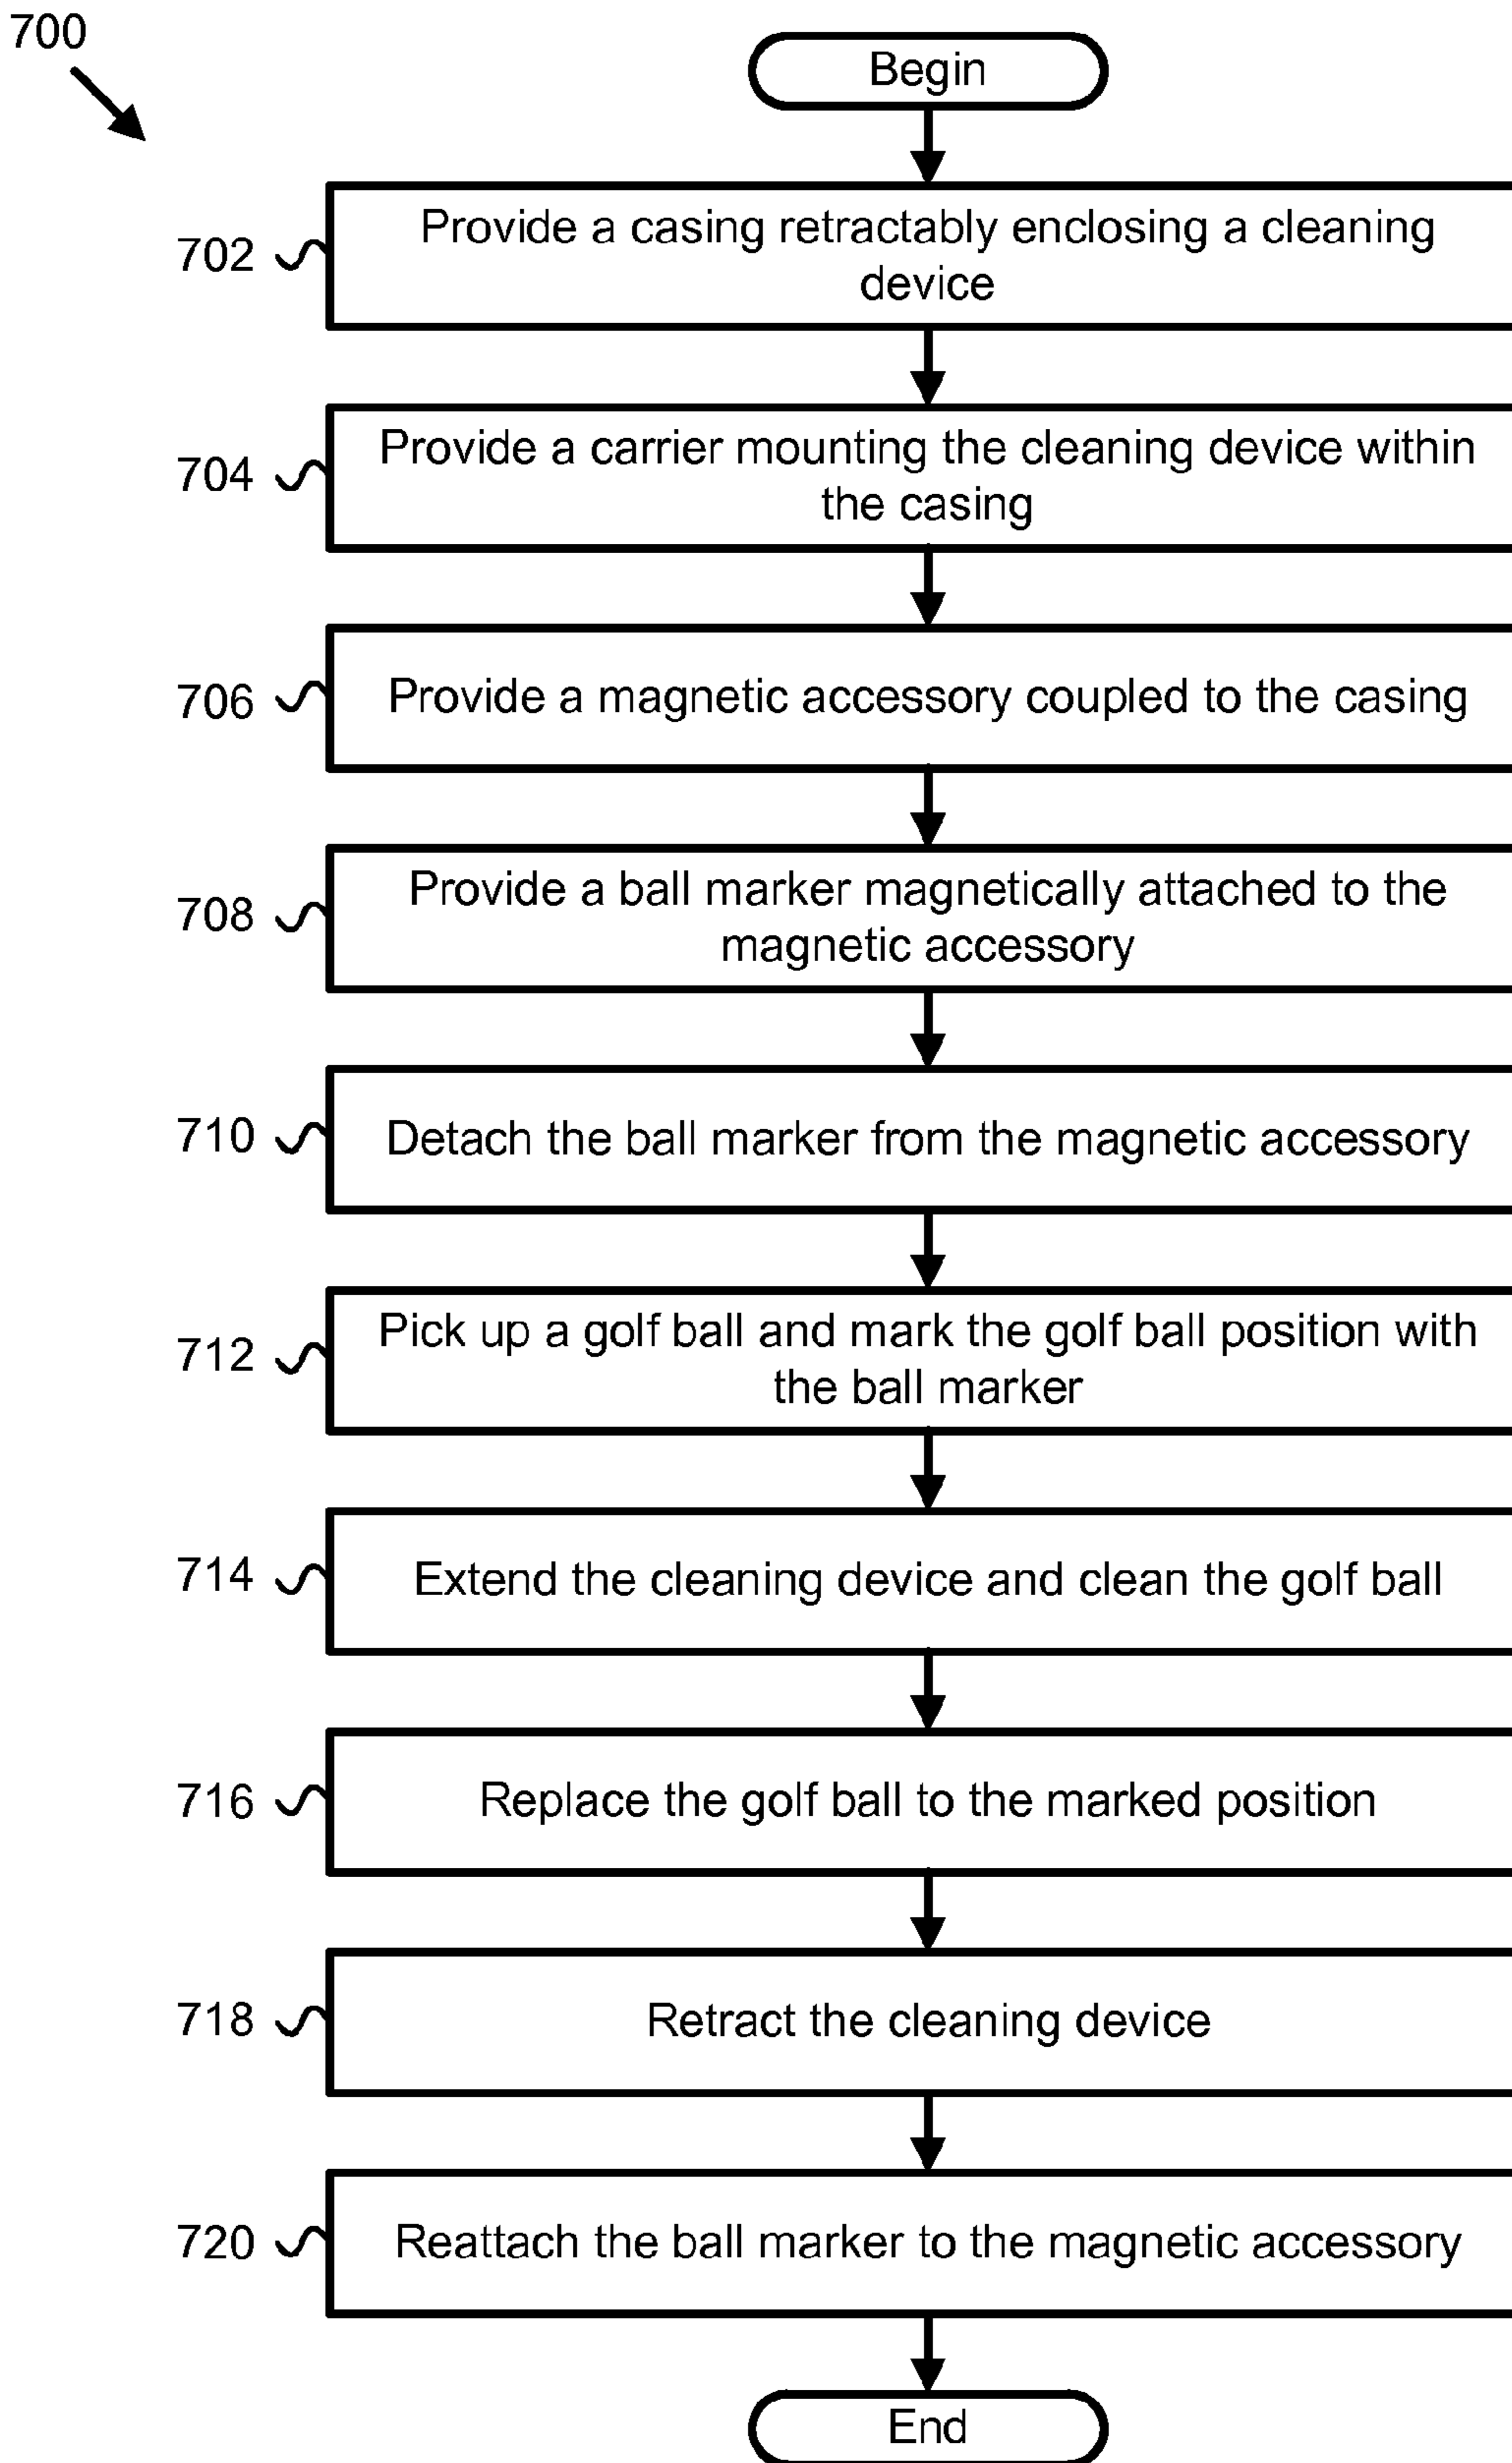 700
Begin
702
Provide a casing retractably enclosing a cleaning
device
704
Provide a carrier mounting the cleaning device within
the casing
706
Provide a magnetic accessory coupled to the casing
708
Provide a ball marker magnetically attached to the
magnetic accessory
710
Detach the ball marker from the magnetic accessory
712
Pick up a golf ball and mark the golf ball position with
the ball marker
714
Extend the cleaning device and clean the golf ball
716
Replace the golf ball to the marked position
718
Retract the cleaning device
720
Reattach the ball marker to the magnetic accessory
End